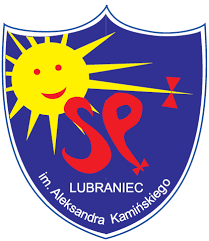 SP
LUBRANIEC
im. Aleksandra Kamińskiego